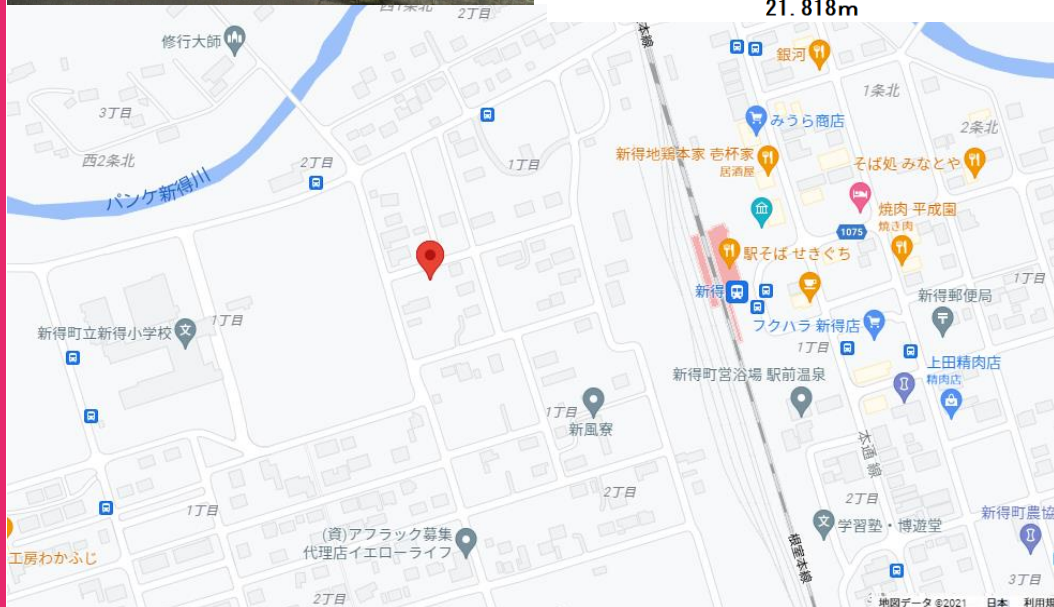 21.818m
2丁目
修行大師
本線
銀河
1条北
3丁目
みうら商店
2条北
西2条北
2丁目
1丁目
新得地鶏本家 壱杯家
居酒屋
そば処 みなとや
パンケ新得川
焼肉 平成園
焼き肉
1075
駅そば せきぐち
1丁目
新得
新得郵便局
新得町立新得小学校
1丁目
フクハラ 新得店
1丁目
上田精肉店
精肉店
新得町営浴場 駅前温泉
1丁目
新風寮
本通線
2丁目
2丁目
1丁目
新得町農協
学習塾・博遊堂
(資)アフラック募集
代理店イエローライフ
工房わかふじ
根室本線
3丁目
2丁目
地図データ ©2021
日本
利用規